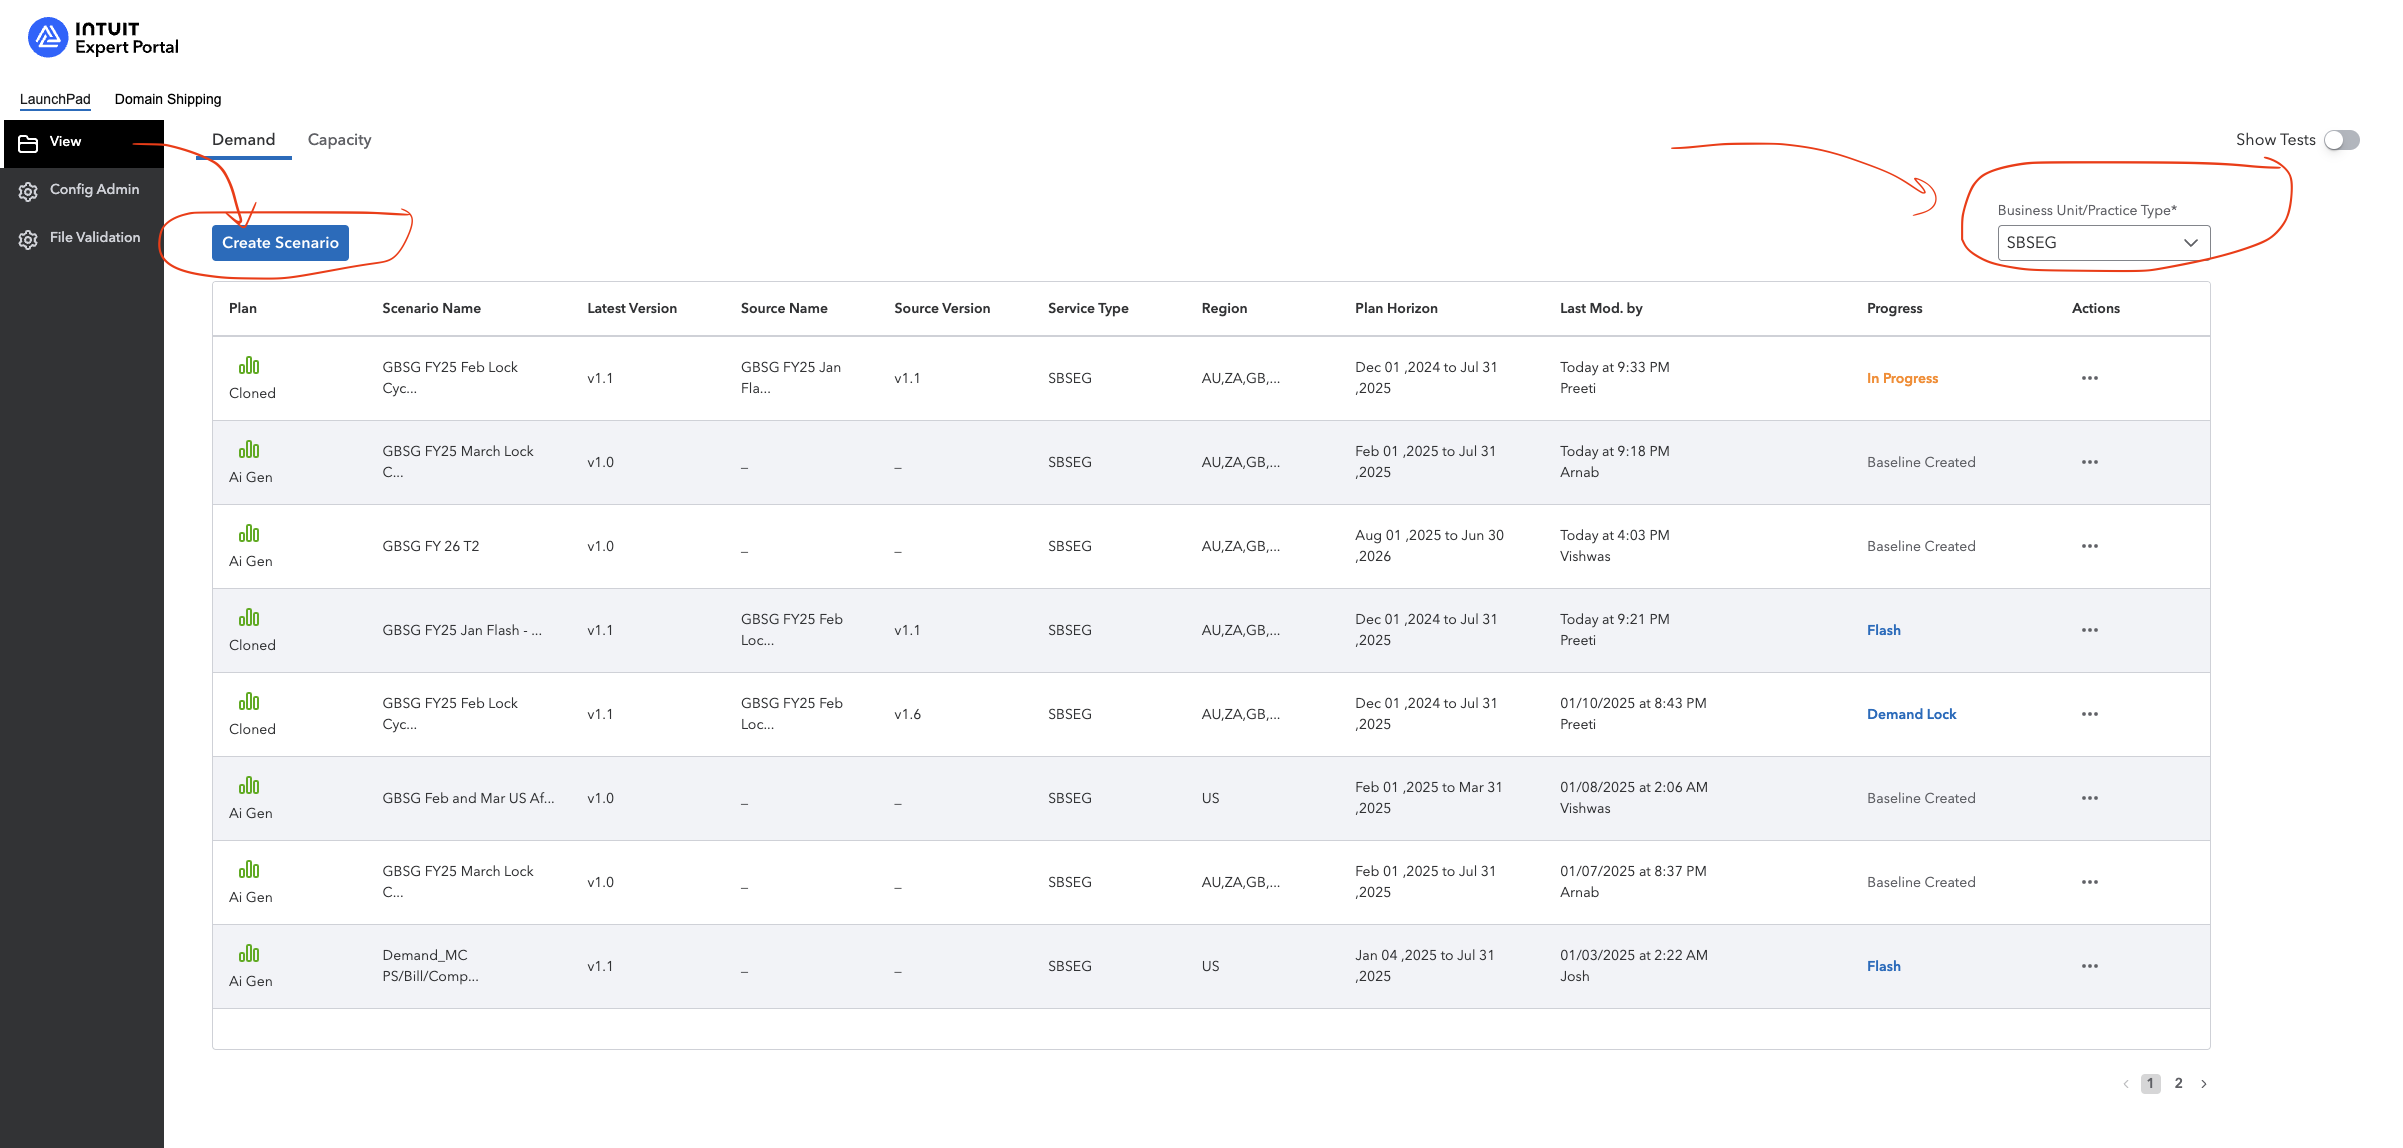 INTUIT
Expert Portal
LaunchPad Domain Shipping
View
Config Admin
File Validation
Demand Capacity
Show Tests
Create Scenario
Business Unit/Practice Type*
SBSEG
Plan Scenario Name Latest Version Source Name Source Version Service Type Region Plan Horizon Last Mod. by Progress Actions
Cloned GBSG FY25 Feb Lock Cyc... v1.1 GBSG FY25 Jan Fla... v1.1 SBSEG AU,ZA,GB,... Dec 01 ,2024 to Jul 31 ,2025 Today at 9:33 PM Preeti In Progress ...
Ai Gen GBSG FY25 March Lock C... v1.0 _ _ SBSEG AU,ZA,GB,... Feb 01 ,2025 to Jul 31 ,2025 Today at 9:18 PM Arnab Baseline Created ...
Ai Gen GBSG FY 26 T2 v1.0 _ _ SBSEG AU,ZA,GB,... Aug 01 ,2025 to Jun 30 ,2026 Today at 4:03 PM Vishwas Baseline Created ...
Cloned GBSG FY25 Jan Flash - ... v1.1 GBSG FY25 Feb Loc... v1.1 SBSEG AU,ZA,GB,... Dec 01 ,2024 to Jul 31 ,2025 Today at 9:21 PM Preeti Flash ...
Cloned GBSG FY25 Feb Lock Cyc... v1.1 GBSG FY25 Feb Loc... v1.6 SBSEG AU,ZA,GB,... Dec 01 ,2024 to Jul 31 ,2025 01/10/2025 at 8:43 PM Preeti Demand Lock ...
Ai Gen GBSG Feb and Mar US Af... v1.0 _ _ SBSEG US Feb 01 ,2025 to Mar 31 ,2025 01/08/2025 at 2:06 AM Vishwas Baseline Created ...
Ai Gen GBSG FY25 March Lock C... v1.0 _ _ SBSEG AU,ZA,GB,... Feb 01 ,2025 to Jul 31 ,2025 01/07/2025 at 8:37 PM Arnab Baseline Created ...
Ai Gen Demand_MC PS/Bill/Comp... v1.1 _ _ SBSEG US Jan 04 ,2025 to Jul 31 ,2025 01/03/2025 at 2:22 AM Josh Flash ...
1 2